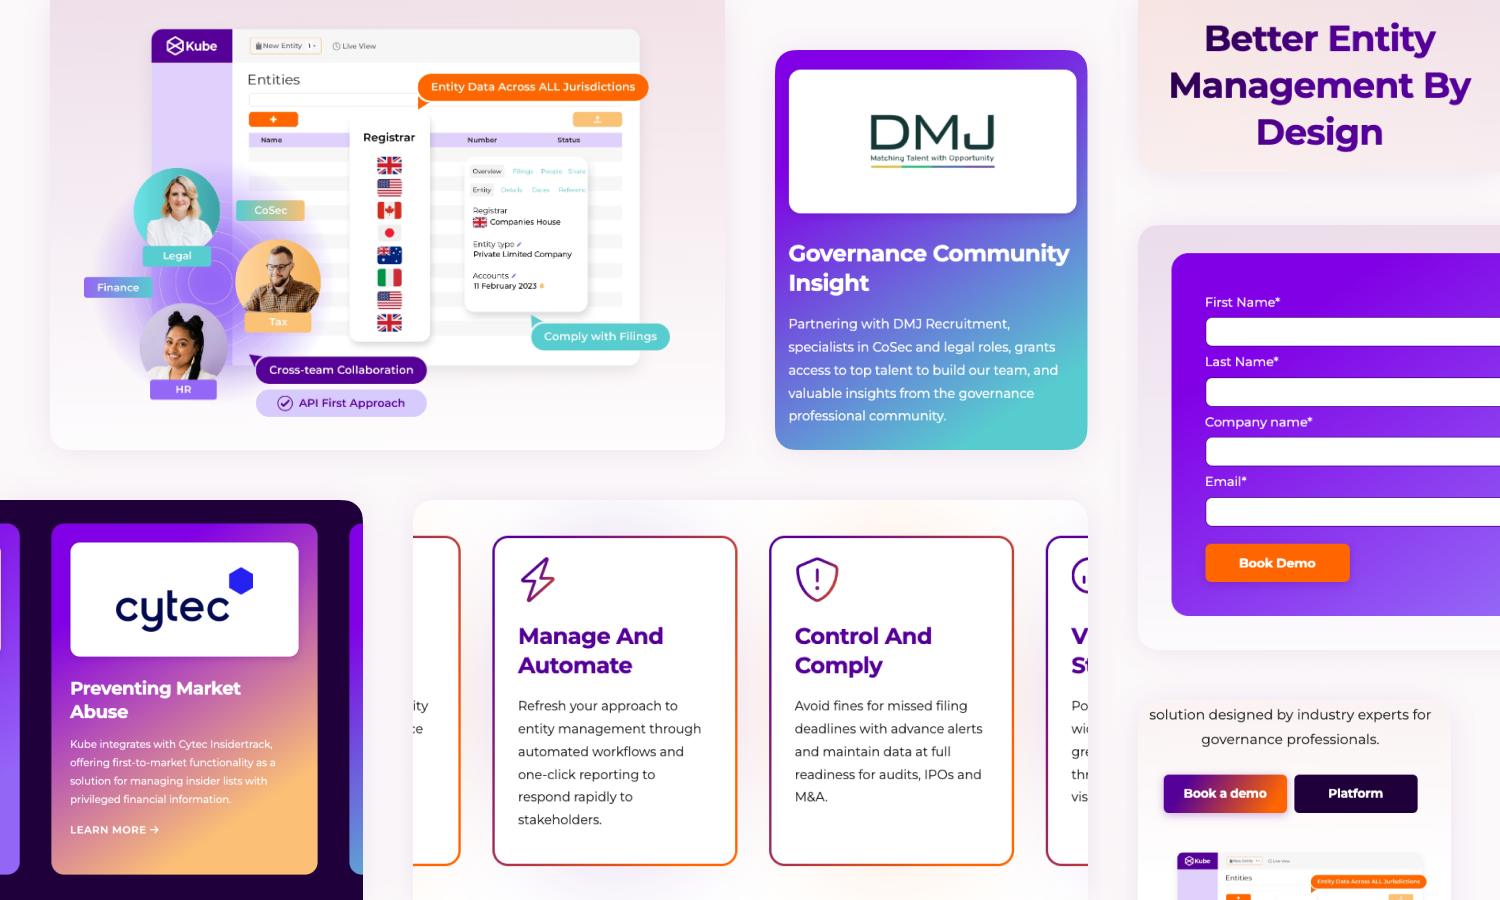 Kube
New Entity
Live View
Entities
Entity Data Across ALL Jurisdictions
+
Name
Registrar
Number
Status
Overview Filings People Share
Entity Details Dates Referenc
Registrar
Companies House
Entity type
Private Limited Company
Accounts
11 February 2023
CoSec
Legal
Finance
Tax
HR
Comply with Filings
Cross-team Collaboration
API First Approach
DMJ
Matching Talent with Opportunity
Governance Community
Insight
Partnering with DMJ Recruitment,
specialists in CoSec and legal roles, grants
access to top talent to build our team, and
valuable insights from the governance
professional community.
Better Entity
Management By
Design
First Name*
Last Name*
Company name*
Email*
Book Demo
cytec
Preventing Market
Abuse
Kube integrates with Cytec Insidertrack,
offering first-to-market functionality as a
solution for managing insider lists with
privileged financial information.
LEARN MORE →
ity
ce
Manage And
Automate
Refresh your approach to
entity management through
automated workflows and
one-click reporting to
respond rapidly to
stakeholders.
Control And
Comply
Avoid fines for missed filing
deadlines with advance alerts
and maintain data at full
readiness for audits, IPOs and
M&A.
V
St
Po
wid
gre
thr
vis
solution designed by industry experts for
governance professionals.
Book a demo
Platform
Kube
New Entity
Live View
Entities
Entity Data Across ALL Jurisdictions